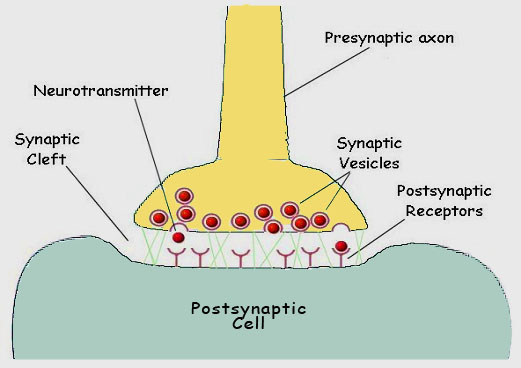 Presynaptic axon
Neurotransmitter
Synaptic
Cleft
Synaptic
Vesicles
Postsynaptic
Receptors
Postsynaptic
Cell